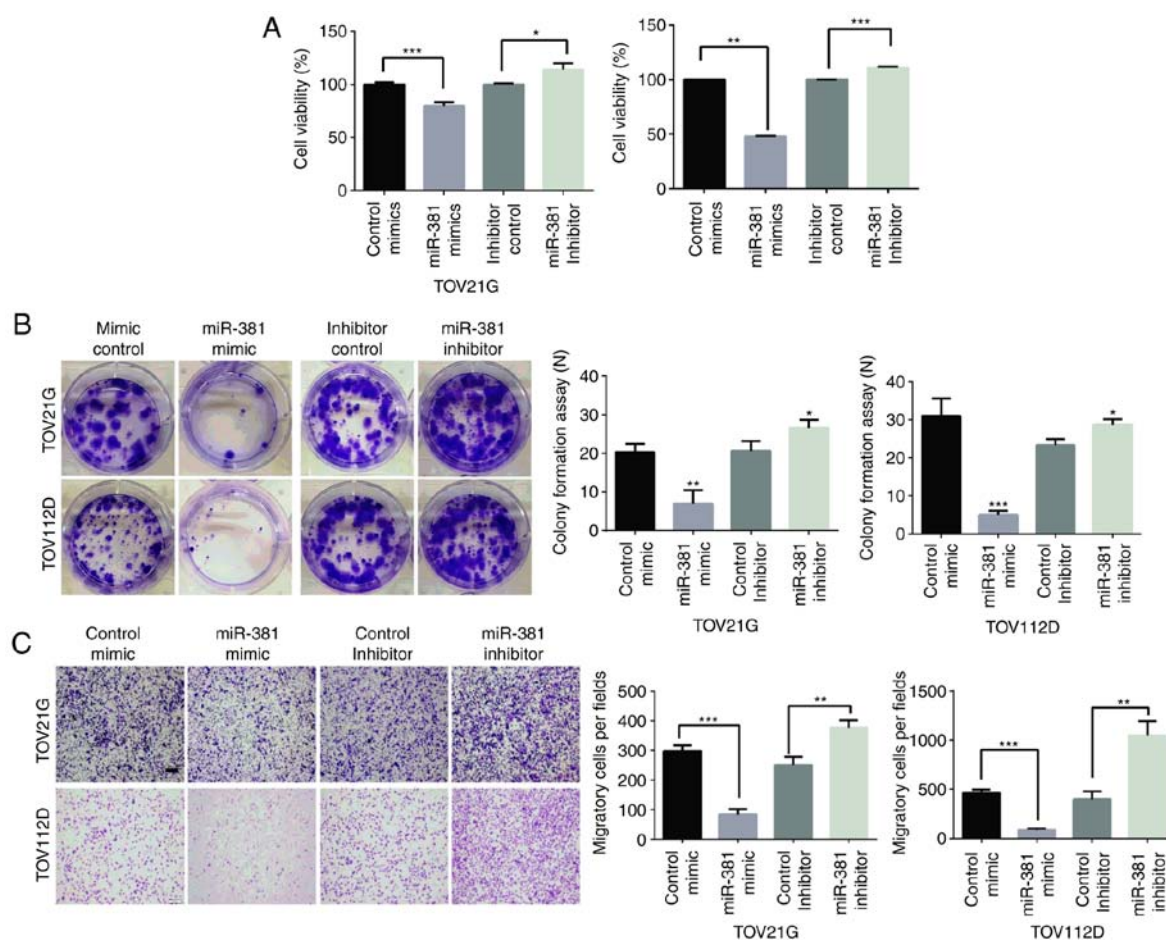 A
Cell viability (%)
150
100
50
0
***
*
Control mimics
miR-381 mimics
Inhibitor control
miR-381 Inhibitor
TOV21G
Cell viability (%)
150
100
50
0
**
***
Control mimics
miR-381 mimics
Inhibitor control
miR-381 Inhibitor
B
Mimic control
miR-381 mimic
Inhibitor control
miR-381 inhibitor
TOV21G
TOV112D
Colony formation assay (N)
40
30
20
10
0
**
*
Control mimic
miR-381 mimic
Control Inhibitor
miR-381 inhibitor
TOV21G
Colony formation assay (N)
40
30
20
10
0
***
*
Control mimic
miR-381 mimic
Control Inhibitor
miR-381 inhibitor
TOV112D
C
Control mimic
miR-381 mimic
Control Inhibitor
miR-381 inhibitor
TOV21G
TOV112D
Migratory cells per fields
500
400
300
200
100
0
***
**
Control mimic
miR-381 mimic
Control Inhibitor
miR-381 inhibitor
TOV21G
Migratory cells per fields
1500
1000
500
0
***
**
Control mimic
miR-381 mimic
Control Inhibitor
miR-381 inhibitor
TOV112D